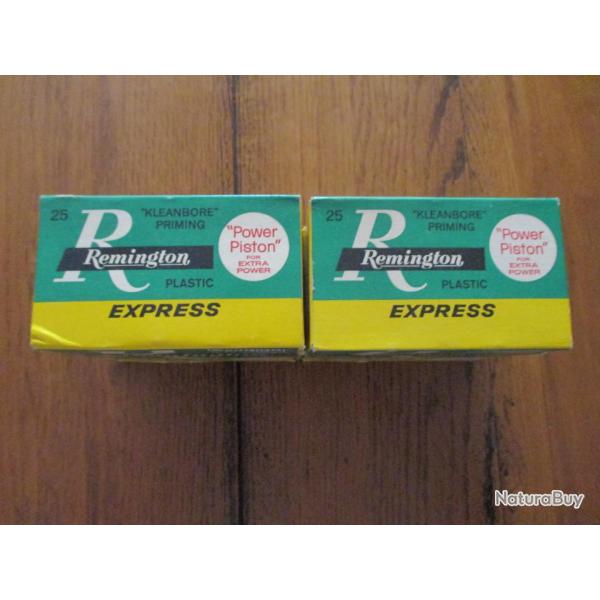 25
"KLEANBORE"
PRIMING
R
Remington
PLASTIC
"Power
Piston"
FOR
EXTRA
POWER
EXPRESS
25
"KLEANBORE"
PRIMING
R
Remington
PLASTIC
"Power
Piston"
FOR
EXTRA
POWER
EXPRESS
NaturaBuy